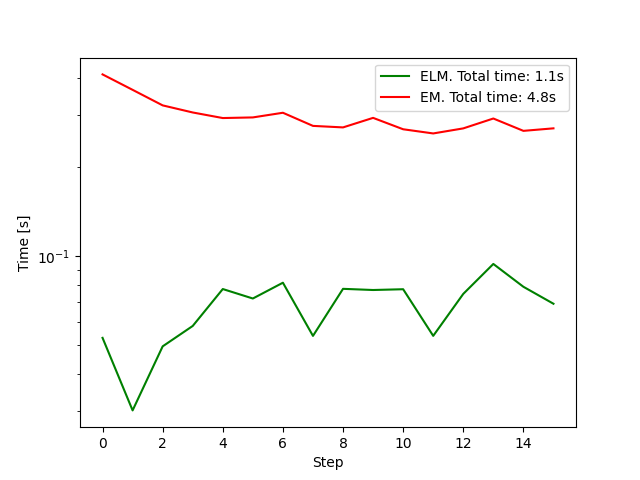 ELM. Total time: 1.1s
EM. Total time: 4.8s
Time [s]
10⁻¹
0 2 4 6 8 10 12 14
Step